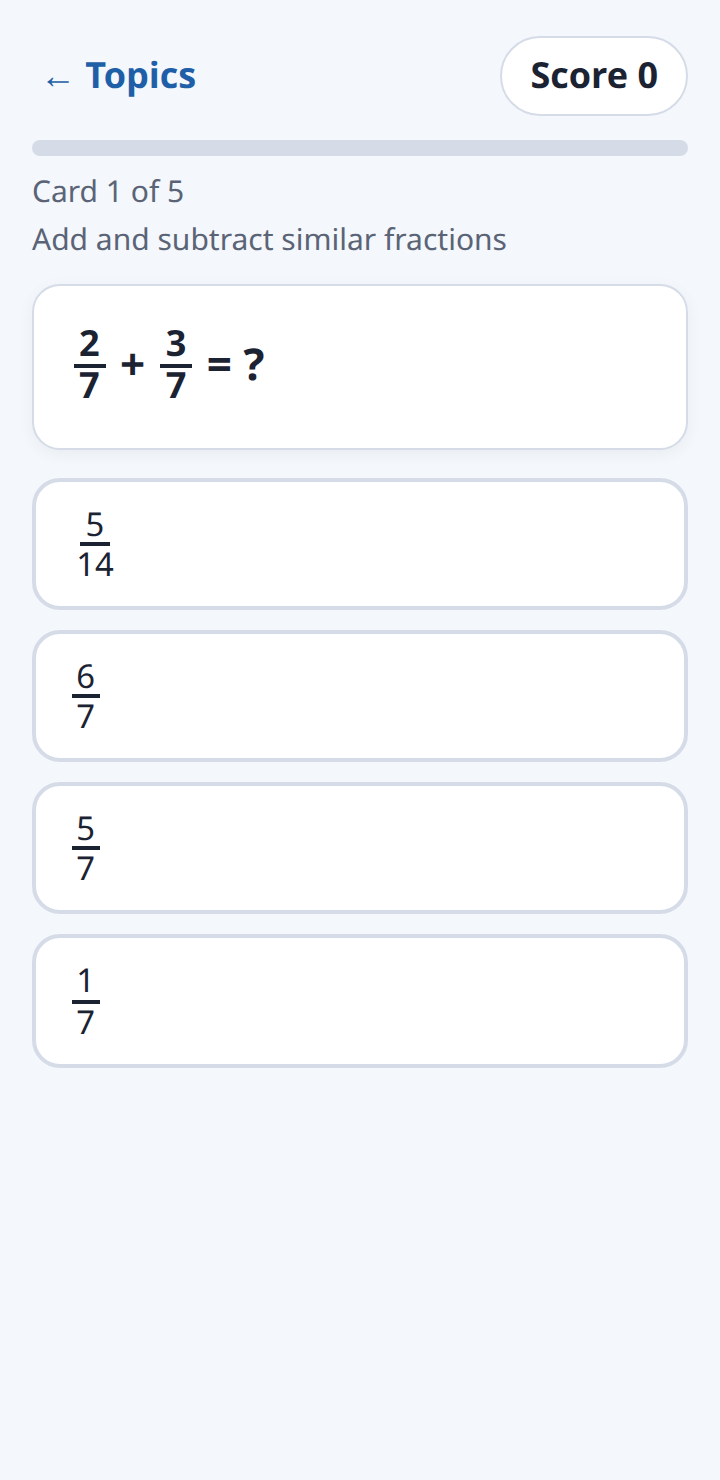 ← Topics
Score 0
Card 1 of 5
Add and subtract similar fractions
2/7 + 3/7 = ?
5/14
6/7
5/7
1/7